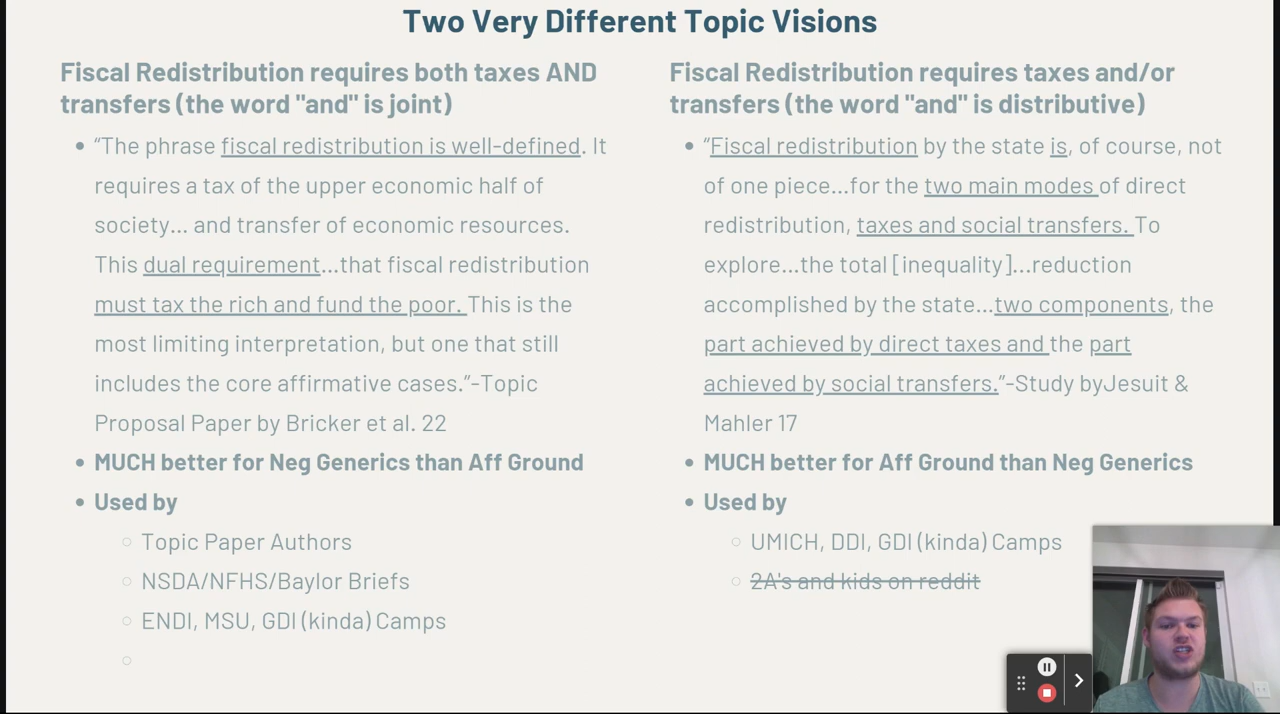 Two Very Different Topic Visions
Fiscal Redistribution requires both taxes AND
transfers (the word "and" is joint)
“The phrase fiscal redistribution is well-defined. It
requires a tax of the upper economic half of
society... and transfer of economic resources.
This dual requirement...that fiscal redistribution
must tax the rich and fund the poor. This is the
most limiting interpretation, but one that still
includes the core affirmative cases.”-Topic
Proposal Paper by Bricker et al. 22
MUCH better for Neg Generics than Aff Ground
Used by
Topic Paper Authors
NSDA/NFHS/Baylor Briefs
ENDI, MSU, GDI (kinda) Camps
Fiscal Redistribution requires taxes and/or
transfers (the word "and" is distributive)
“Fiscal redistribution by the state is, of course, not
of one piece...for the two main modes of direct
redistribution, taxes and social transfers. To
explore...the total [inequality]...reduction
accomplished by the state...two components, the
part achieved by direct taxes and the part
achieved by social transfers.”-Study byJesuit &
Mahler 17
MUCH better for Aff Ground than Neg Generics
Used by
UMICH, DDI, GDI (kinda) Camps
2A's and kids on reddit